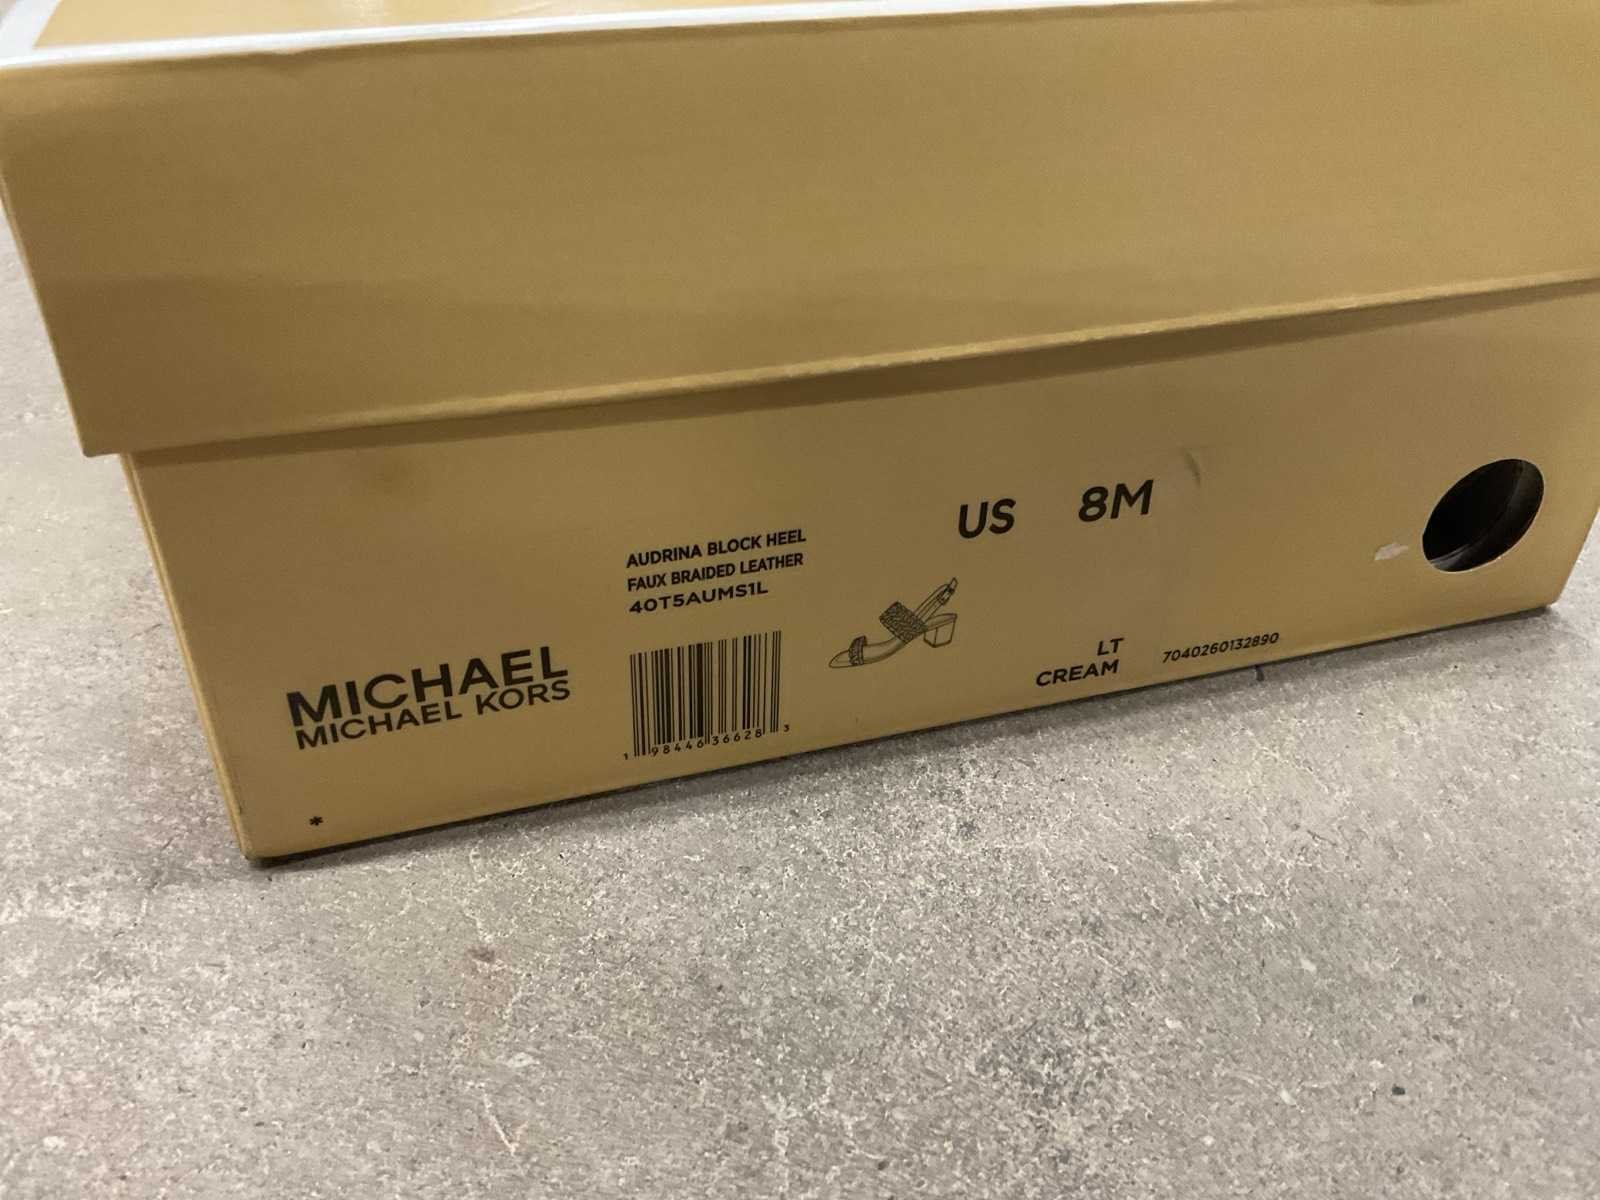 AUDRINA BLOCK HEEL
FAUX BRAIDED LEATHER
40T5AUMS1L
US 8M
MICHAEL
MICHAEL KORS
1 98446 36628 3
LT
CREAM
7040260132890
*